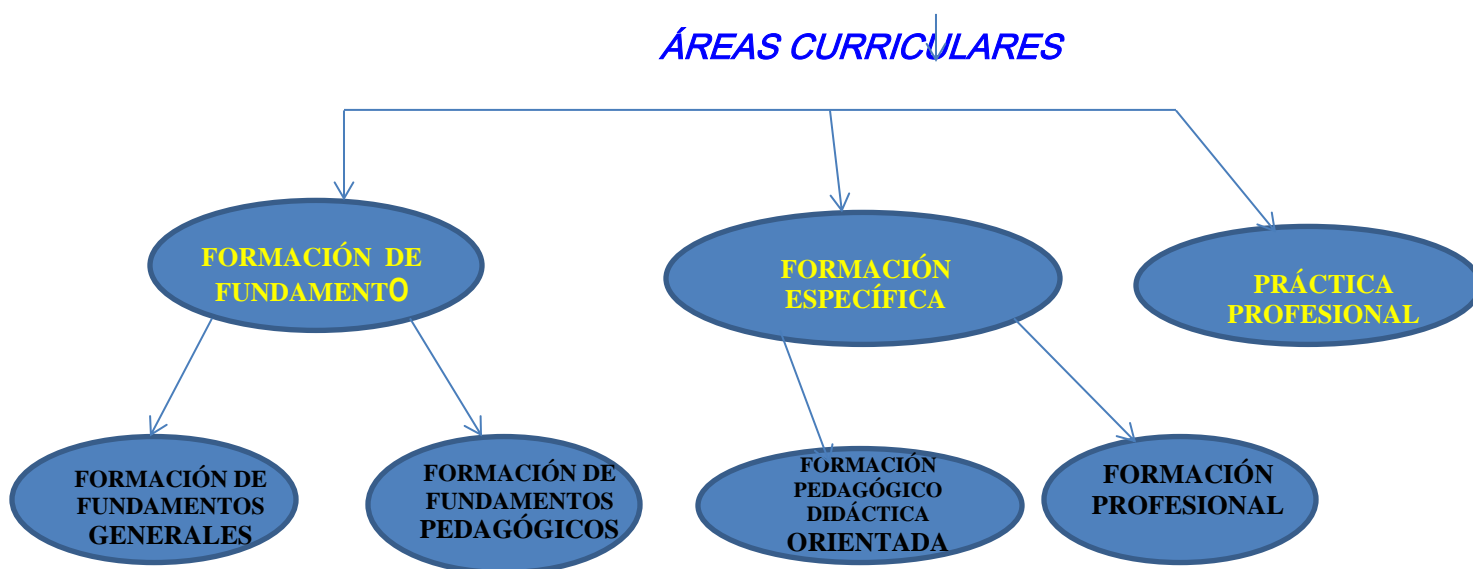 ÁREAS CURRICULARES
FORMACIÓN DE
FUNDAMENTO
FORMACIÓN
ESPECÍFICA
PRÁCTICA
PROFESIONAL
FORMACIÓN DE
FUNDAMENTOS
GENERALES
FORMACIÓN DE
FUNDAMENTOS
PEDAGÓGICOS
FORMACIÓN
PEDAGÓGICO
DIDÁCTICA
ORIENTADA
FORMACIÓN
PROFESIONAL